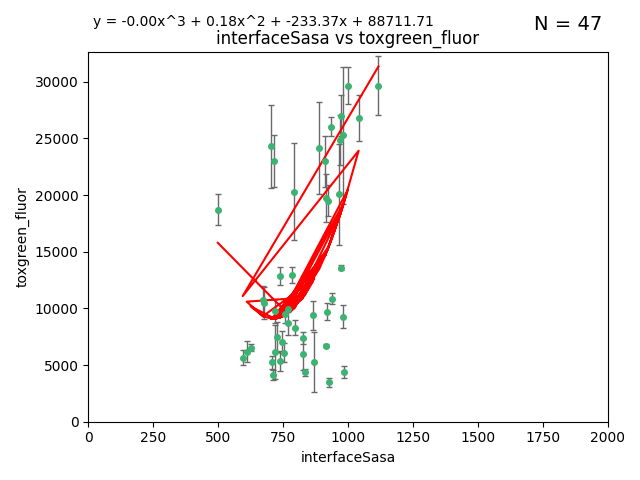 y = -0.00x^3 + 0.18x^2 + -233.37x + 88711.71
N = 47
interfaceSasa vs toxgreen_fluor
30000
25000
20000
15000
10000
5000
0
toxgreen_fluor
0 250 500 750 1000 1250 1500 1750 2000
interfaceSasa